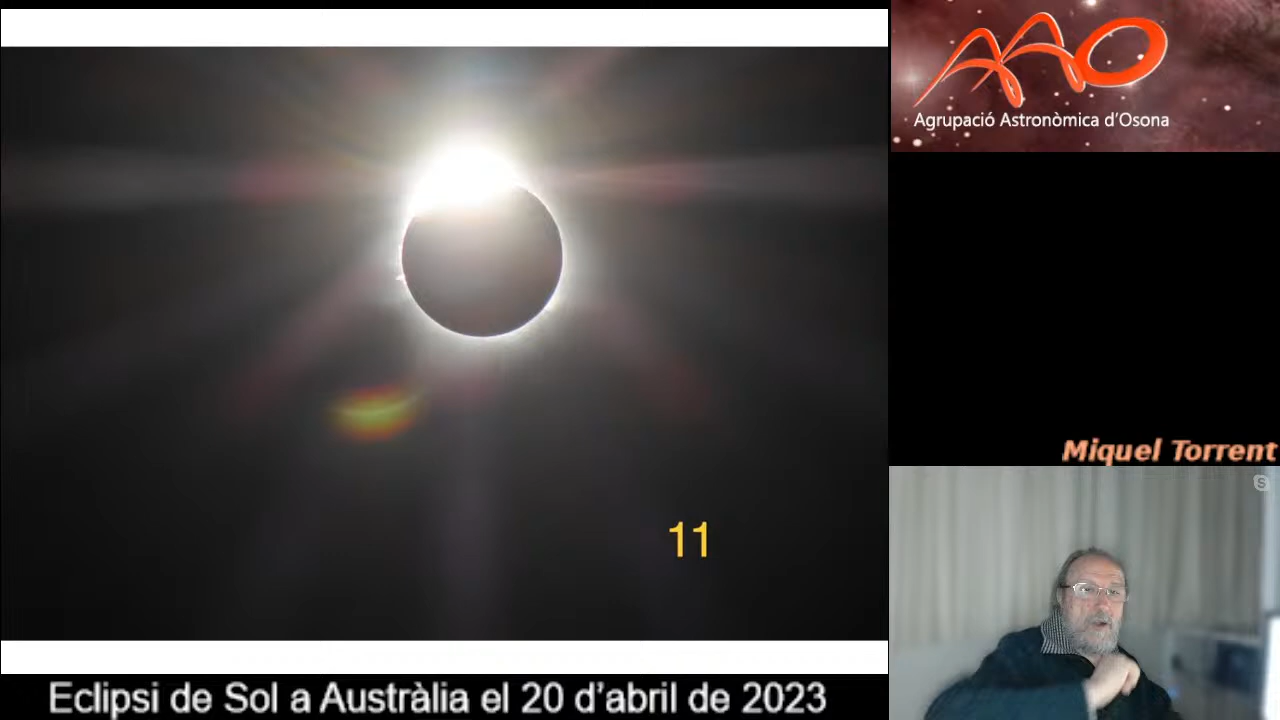 AAO
Agrupació Astronòmica d'Osona
Miquel Torrent
S
11
Eclipsi de Sol a Austràlia el 20 d'abril de 2023